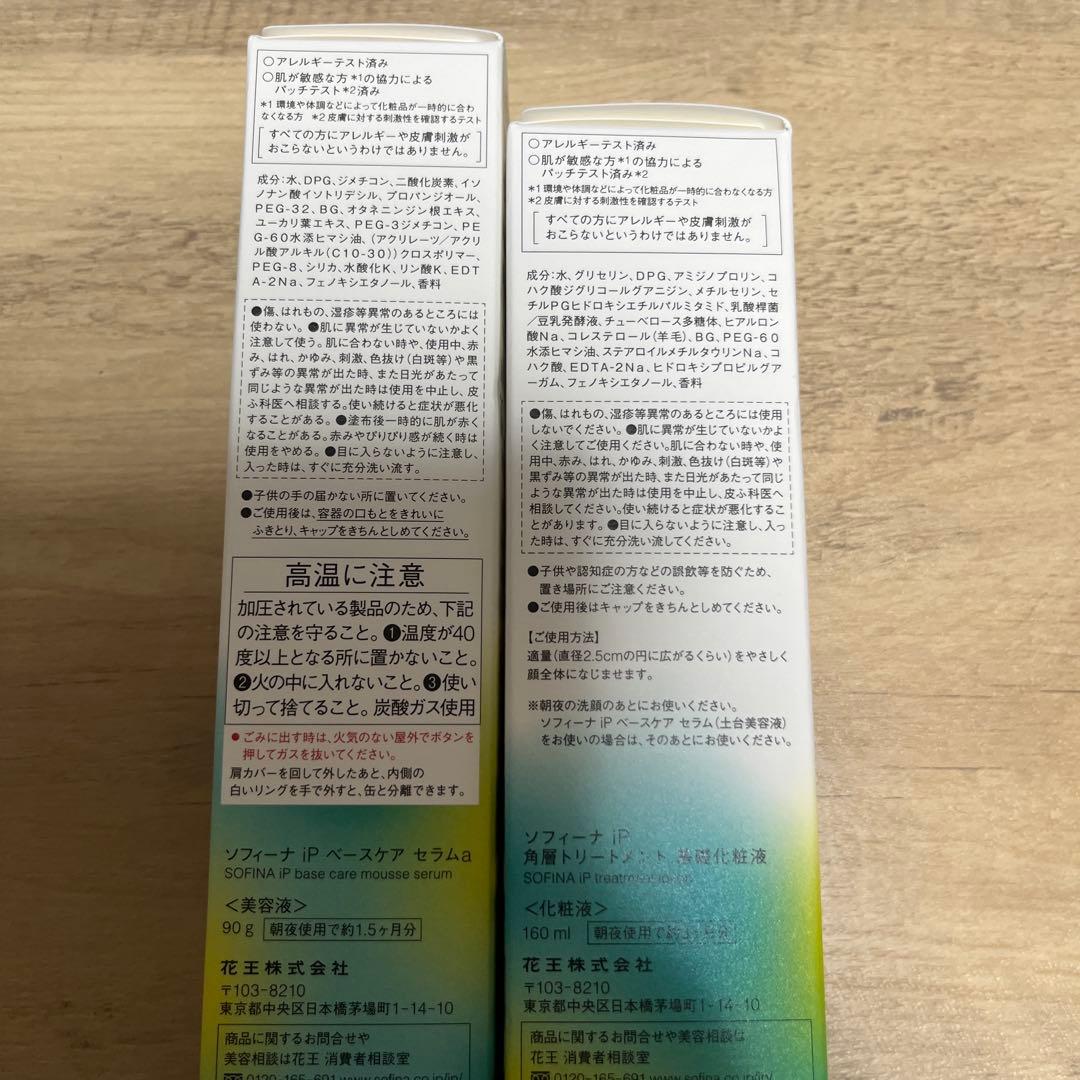 ○アレルギーテスト済み
○肌が敏感な方*1の協力による
パッチテスト*2済み
*1 環境や体調などによって化粧品が一時的に合わ
なくなる方 *2 皮膚に対する刺激性を確認するテスト
すべての方にアレルギーや皮膚刺激が
おこらないというわけではありません。
成分:水、DPG、ジメチコン、二酸化炭素、イソ
ノナン酸イソトリデシル、プロパンジオール、
PEG-32、BG、オタネニンジン根エキス、
ユーカリ葉エキス、PEG-3ジメチコン、PE
G-60水添ヒマシ油、(アクリレーツ/アクリ
ル酸アルキル(C10-30))クロスポリマー、
PEG-8、シリカ、水酸化K、リン酸K、EDT
A-2Na、フェノキシエタノール、香料
●傷、はれもの、湿疹等異常のあるところには
使わない。●肌に異常が生じていないかよく
注意して使う。肌に合わない時や、使用中、赤
み、はれ、かゆみ、刺激、色抜け(白斑等)や黒
ずみ等の異常が出た時、また日光があたって
同じような異常が出た時は使用を中止し、皮
ふ科医へ相談する。使い続けると症状が悪化
することがある。●塗布後一時的に肌が赤く
なることがある。赤みやぴりぴり感が続く時は
使用をやめる。●目に入らないように注意し、
入った時は、すぐに充分洗い流す。
●子供の手の届かない所に置いてください。
●ご使用後は、容器の口もとをきれいに
ふきとり、キャップをきちんとしめてください。
高温に注意
加圧されている製品のため、下記
の注意を守ること。❶温度が40
度以上となる所に置かないこと。
❷火の中に入れないこと。❸使い
切って捨てること。炭酸ガス使用
●ごみに出す時は、火気のない屋外でボタンを
押してガスを抜いてください。
肩カバーを回して外したあと、内側の
白いリングを手で外すと、缶と分離できます。
ソフィーナ iP ベースケア セラムa
SOFINA iP base care mousse serum
<美容液>
90g 朝夜使用で約1.5ヶ月分
花王株式会社
〒103-8210
東京都中央区日本橋茅場町1-14-10
商品に関するお問合せや
美容相談は花王 消費者相談室
0120-165-691 www.sofina.co.jp/ip/
○アレルギーテスト済み
○肌が敏感な方*1の協力による
パッチテスト済み*2
*1 環境や体調などによって化粧品が一時的に合わなくなる方
*2 皮膚に対する刺激性を確認するテスト
すべての方にアレルギーや皮膚刺激が
おこらないというわけではありません。
成分:水、グリセリン、DPG、アミジノプロリン、コ
ハク酸ジグリコールグアニジン、メチルセリン、セ
チルPGヒドロキシエチルパルミタミド、乳酸桿菌
/豆乳発酵液、チューベロース多糖体、ヒアルロン
酸Na、コレステロール(羊毛)、BG、PEG-60
水添ヒマシ油、ステアロイルメチルタウリンNa、コ
ハク酸、EDTA-2Na、ヒドロキシプロピルグア
ーガム、フェノキシエタノール、香料
●傷、はれもの、湿疹等異常のあるところには使用
しないでください。●肌に異常が生じていないかよ
く注意してご使用ください。肌に合わない時や、使
用中、赤み、はれ、かゆみ、刺激、色抜け(白斑等)や
黒ずみ等の異常が出た時、また日光があたって同じ
ような異常が出た時は使用を中止し、皮ふ科医へ
相談してください。使い続けると症状が悪化するこ
とがあります。●目に入らないように注意し、入っ
た時は、すぐに充分洗い流してください。
●子供や認知症の方などの誤飲等を防ぐため、
置き場所にご注意ください。
●ご使用後はキャップをきちんとしめてください。
【ご使用方法】
適量(直径2.5cmの円に広がるくらい)をやさしく
顔全体になじませます。
※朝夜の洗顔のあとにお使いください。
ソフィーナ iP ベースケア セラム(土台美容液)
をお使いの場合は、そのあとにお使いください。
ソフィーナ iP
角層トリートメント 基礎化粧液
SOFINA iP treatment lotion
<化粧液>
160ml 朝夜使用で約 ヶ月分
花王株式会社
〒103-8210
東京都中央区日本橋茅場町1-14-10
商品に関するお問合せや美容相談は
花王 消費者相談室
0120-165-691 www.sofina.co.jp/ip/